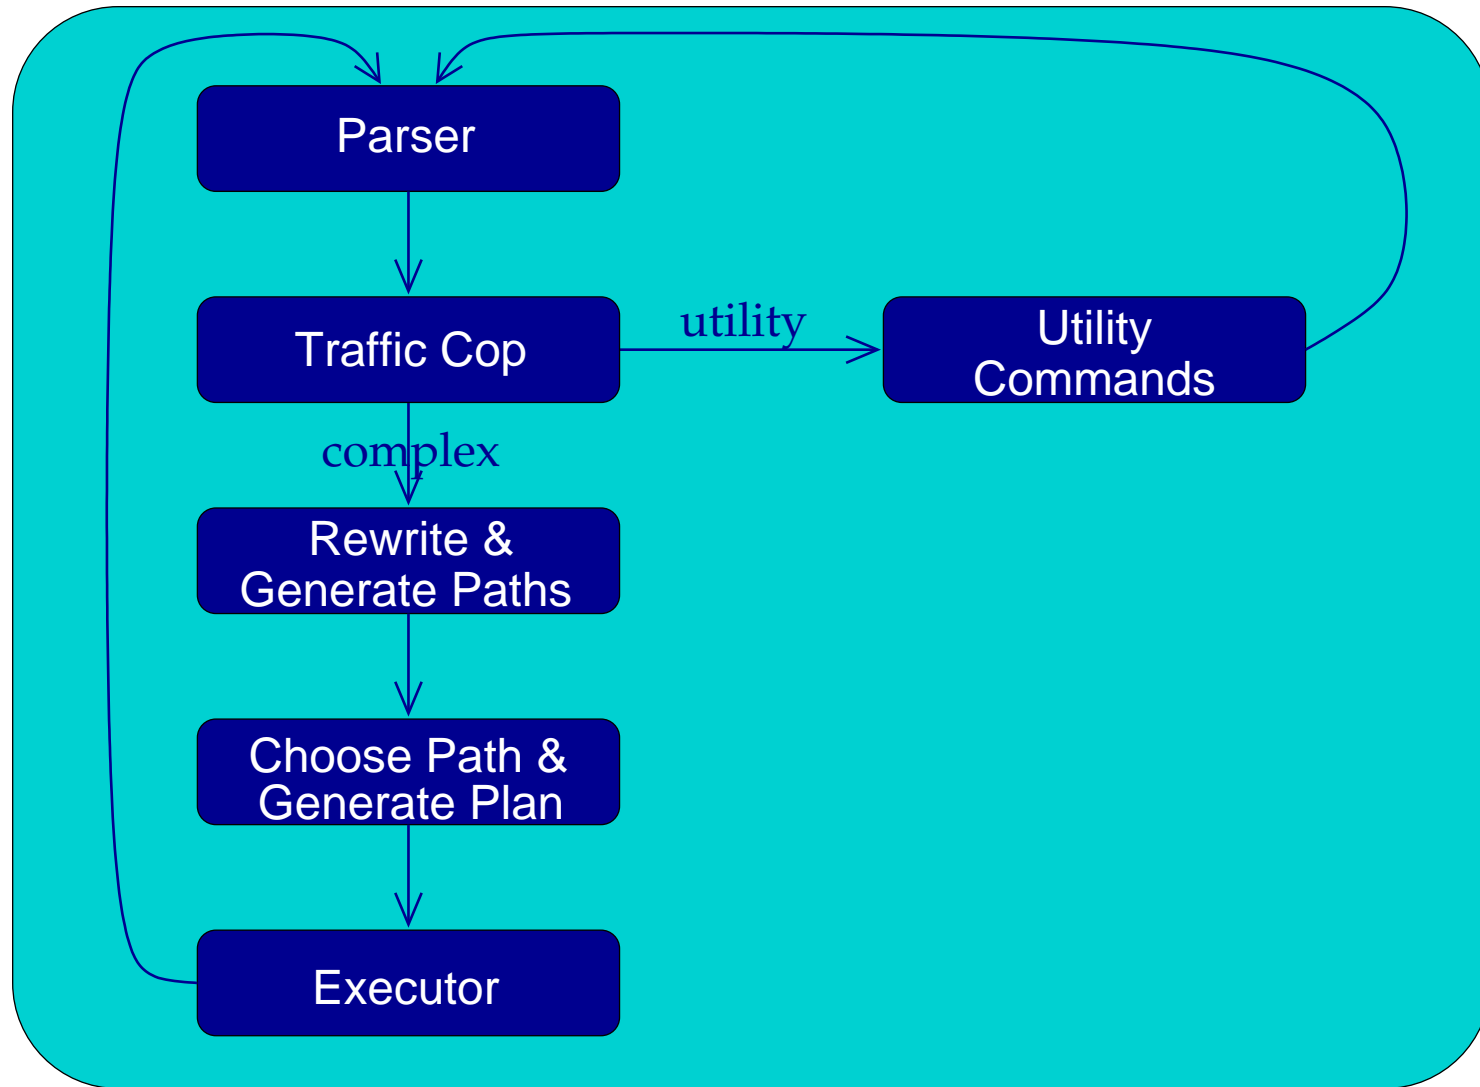 Parser
Traffic Cop
utility
Utility
Commands
complex
Rewrite &
Generate Paths
Choose Path &
Generate Plan
Executor